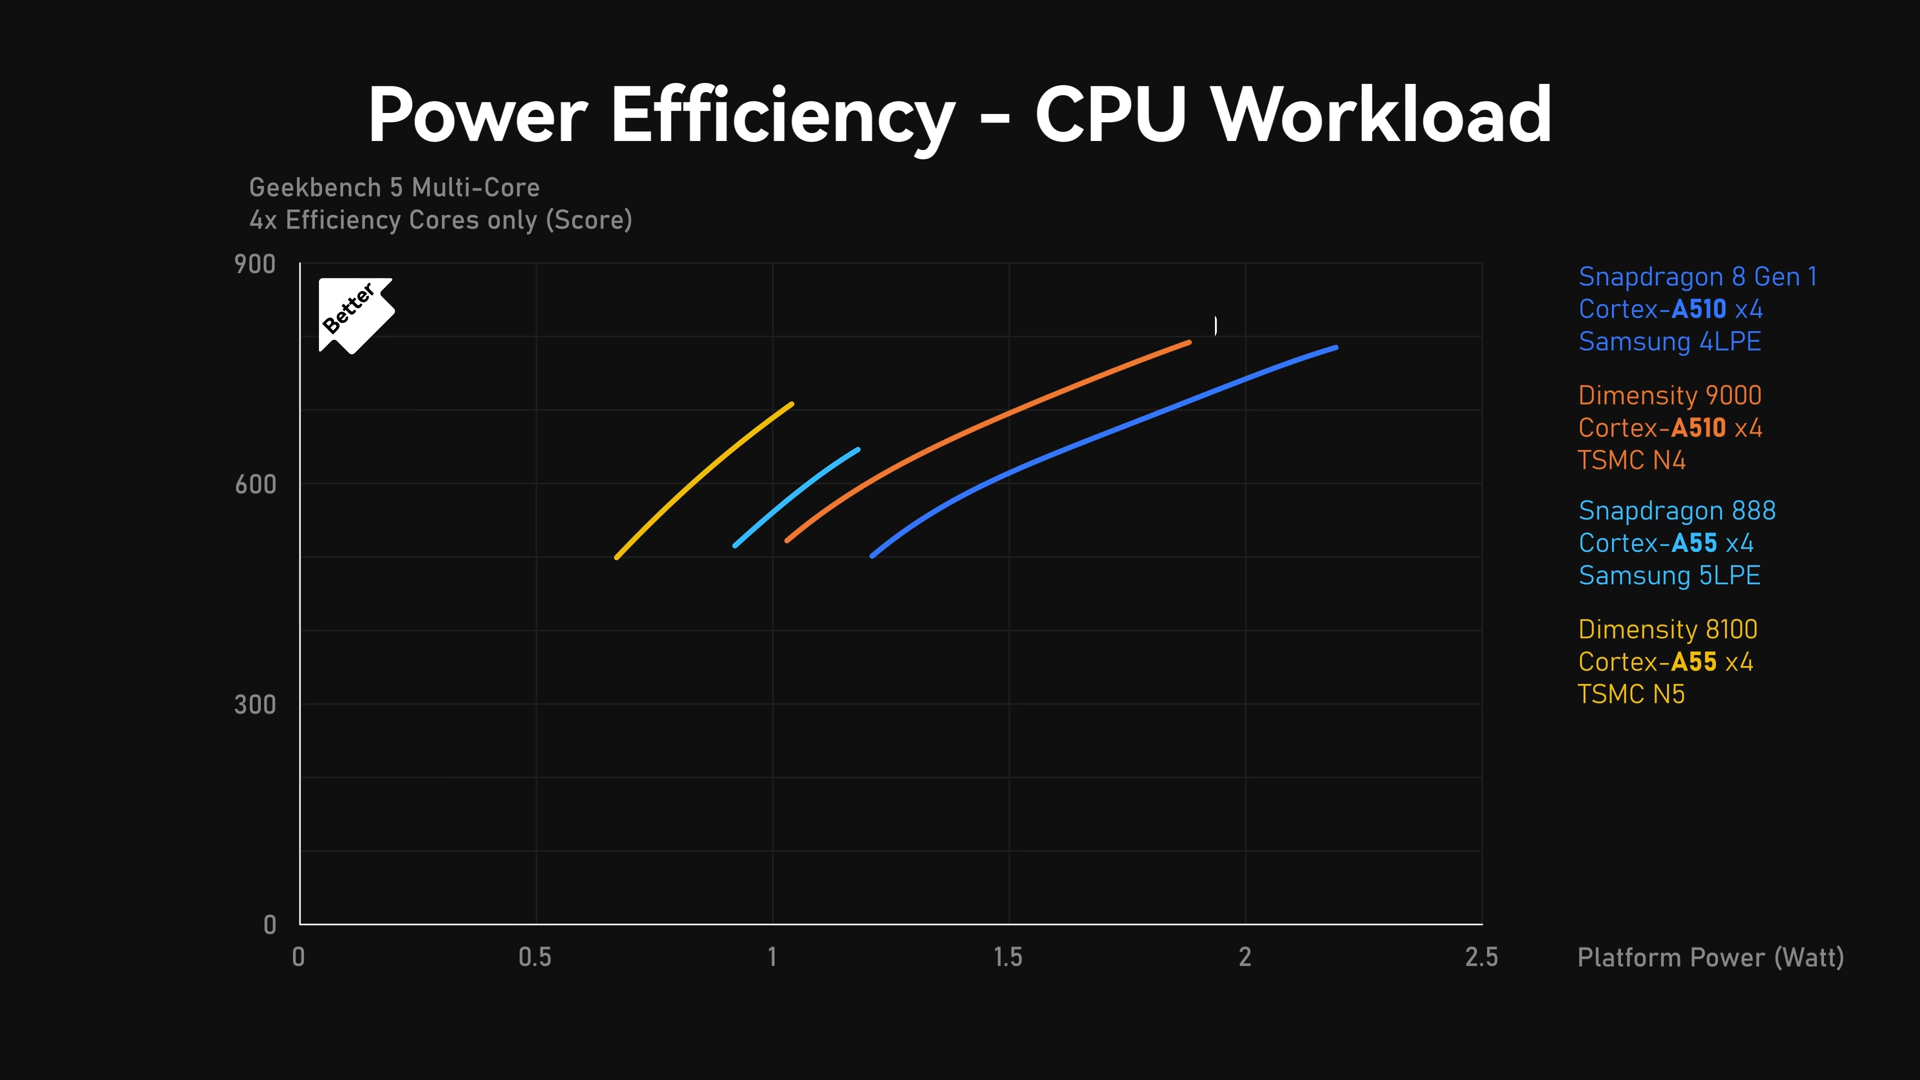 Power Efficiency - CPU Workload
Geekbench 5 Multi-Core
4x Efficiency Cores only (Score)
900
600
300
0
Better
0
0.5
1
1.5
2
2.5
Platform Power (Watt)
Snapdragon 8 Gen 1
Cortex-A510 x4
Samsung 4LPE
Dimensity 9000
Cortex-A510 x4
TSMC N4
Snapdragon 888
Cortex-A55 x4
Samsung 5LPE
Dimensity 8100
Cortex-A55 x4
TSMC N5